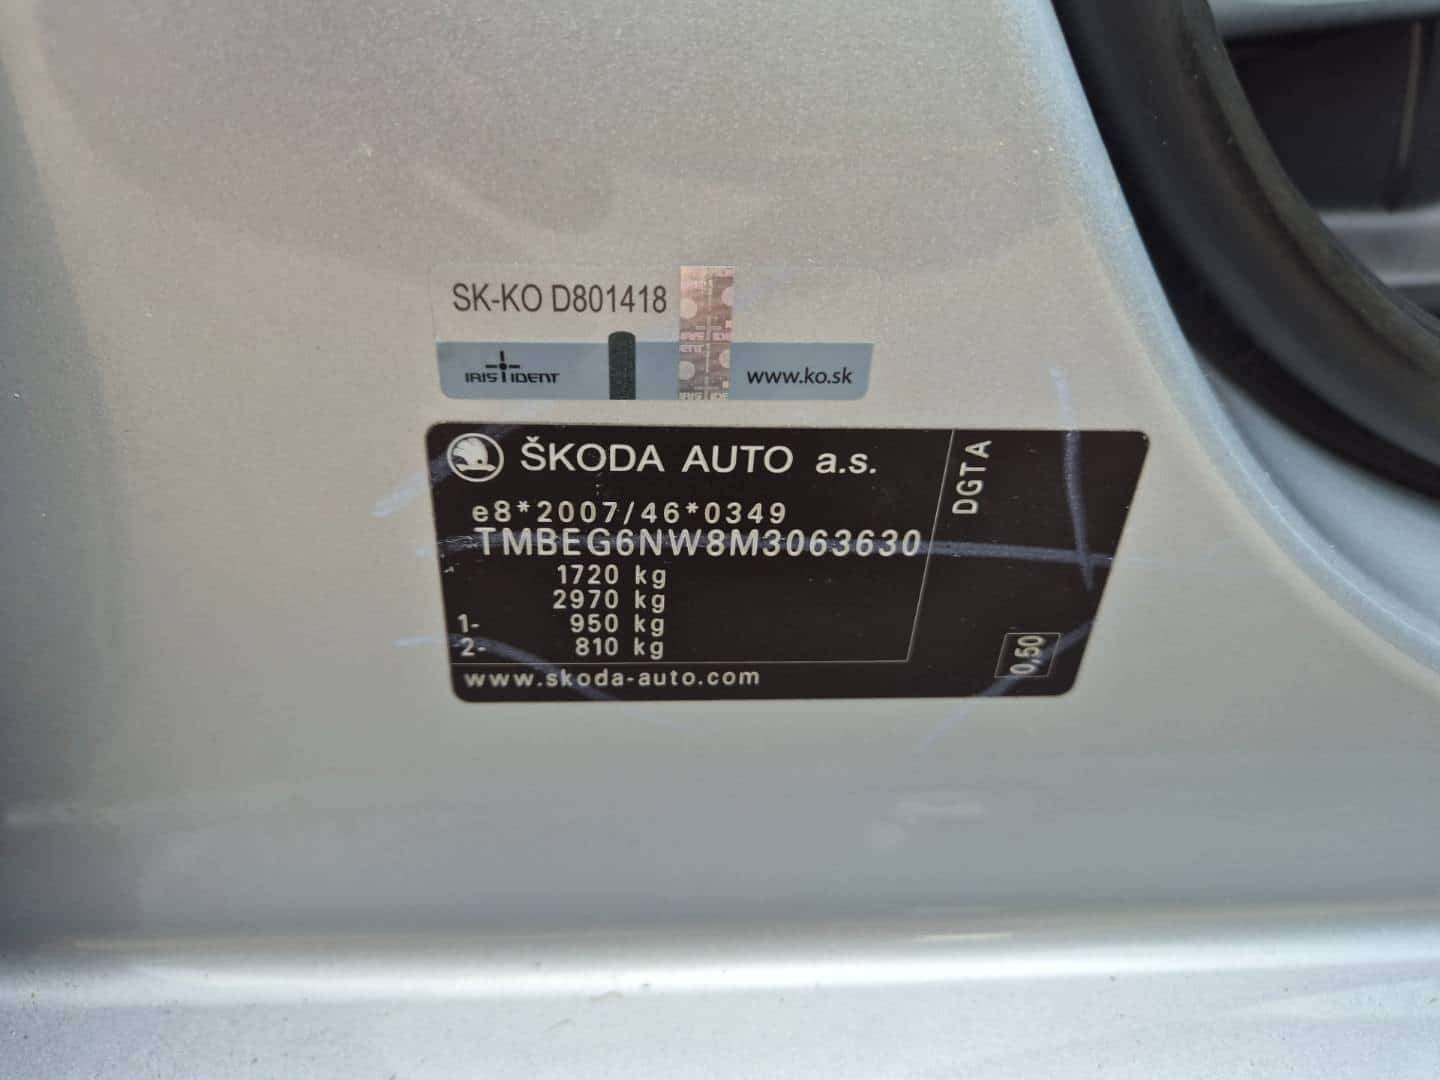 SK-KO D801418
IRIS IDENT
www.ko.sk
ŠKODA AUTO a.s.
DGTA
e8*2007/46*0349
TMBEG6NW8M3063630
1720 kg
2970 kg
1- 950 kg
2- 810 kg
0,50
www.skoda-auto.com